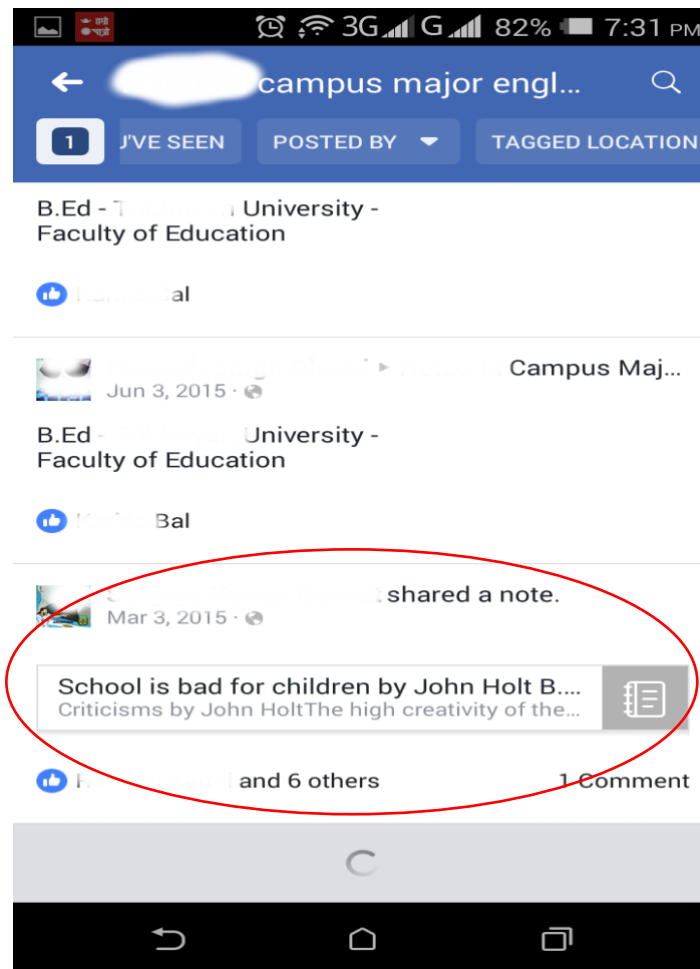 3G G 82% 7:31 PM
campus major engl...
1 U'VE SEEN POSTED BY TAGGED LOCATION
B.Ed - University -
Faculty of Education
al
Campus Maj...
Jun 3, 2015 ·
B.Ed - University -
Faculty of Education
Bal
shared a note.
Mar 3, 2015 ·
School is bad for children by John Holt B....
Criticisms by John HoltThe high creativity of the...
and 6 others 1 Comment